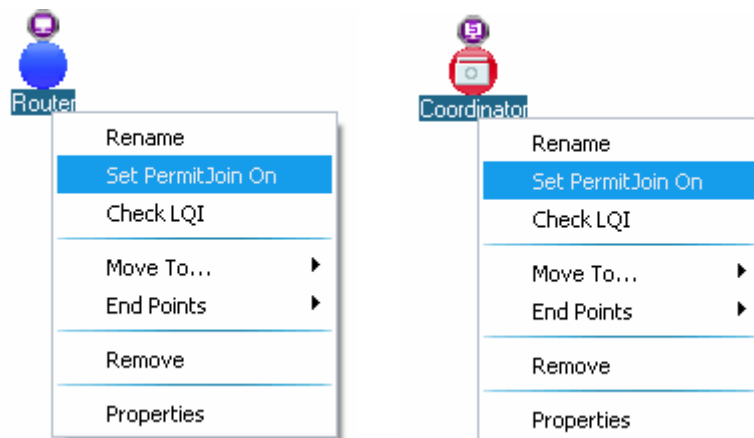 Router
Rename
Set PermitJoin On
Check LQI
Move To...
End Points
Remove
Properties
Coordinator
Rename
Set PermitJoin On
Check LQI
Move To...
End Points
Remove
Properties